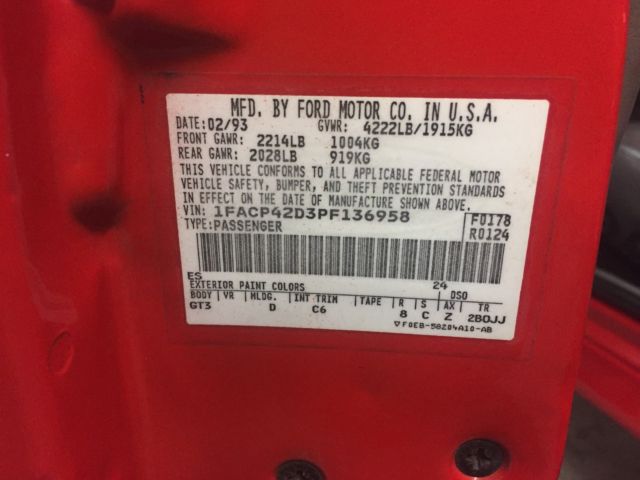 MFD. BY FORD MOTOR CO. IN U.S.A.
DATE: 02/93 GVWR: 4222LB/1915KG
FRONT GAWR: 2214LB 1004KG
REAR GAWR: 2028LB 919KG
THIS VEHICLE CONFORMS TO ALL APPLICABLE FEDERAL MOTOR
VEHICLE SAFETY, BUMPER, AND THEFT PREVENTION STANDARDS
IN EFFECT ON THE DATE OF MANUFACTURE SHOWN ABOVE.
VIN: 1FACP42D3PF136958 F0178
TYPE: PASSENGER R0124
ES 24
EXTERIOR PAINT COLORS DSO
BODY VR MLDG. INT TRIM TAPE R S AX TR
GT3 D C6 8 C Z 2BOJJ
▽F0EB-58204A10-AB